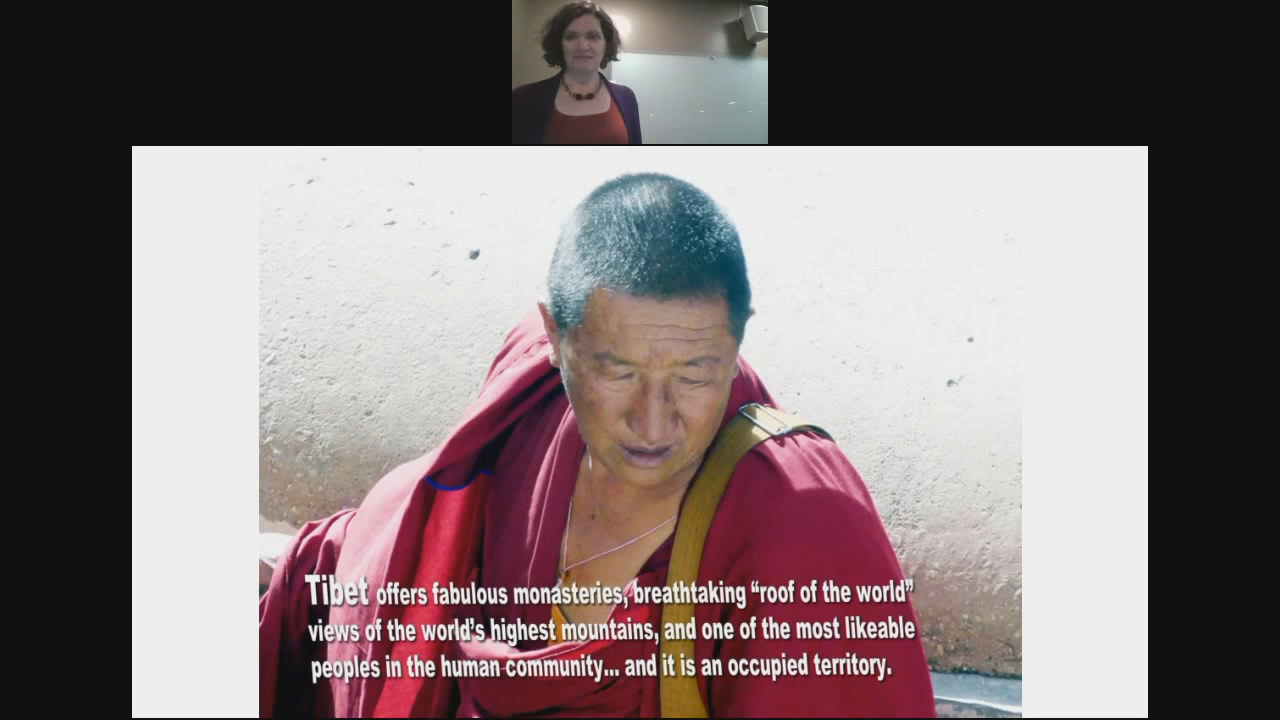 Tibet offers fabulous monasteries, breathtaking “roof of the world”
views of the world’s highest mountains, and one of the most likeable
peoples in the human community... and it is an occupied territory.